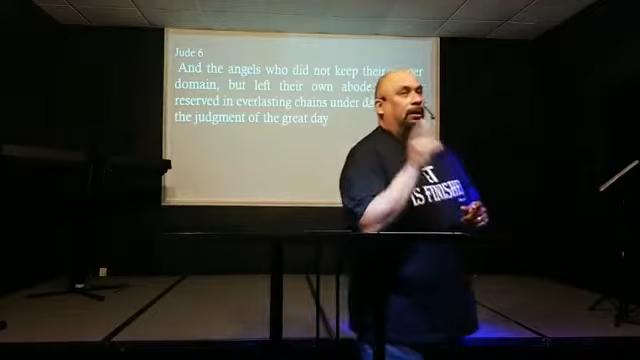 Jude 6
And the angels who did not keep their
domain, but left their own abode
reserved in everlasting chains under
the judgment of the great day
IT
IS FINISHED